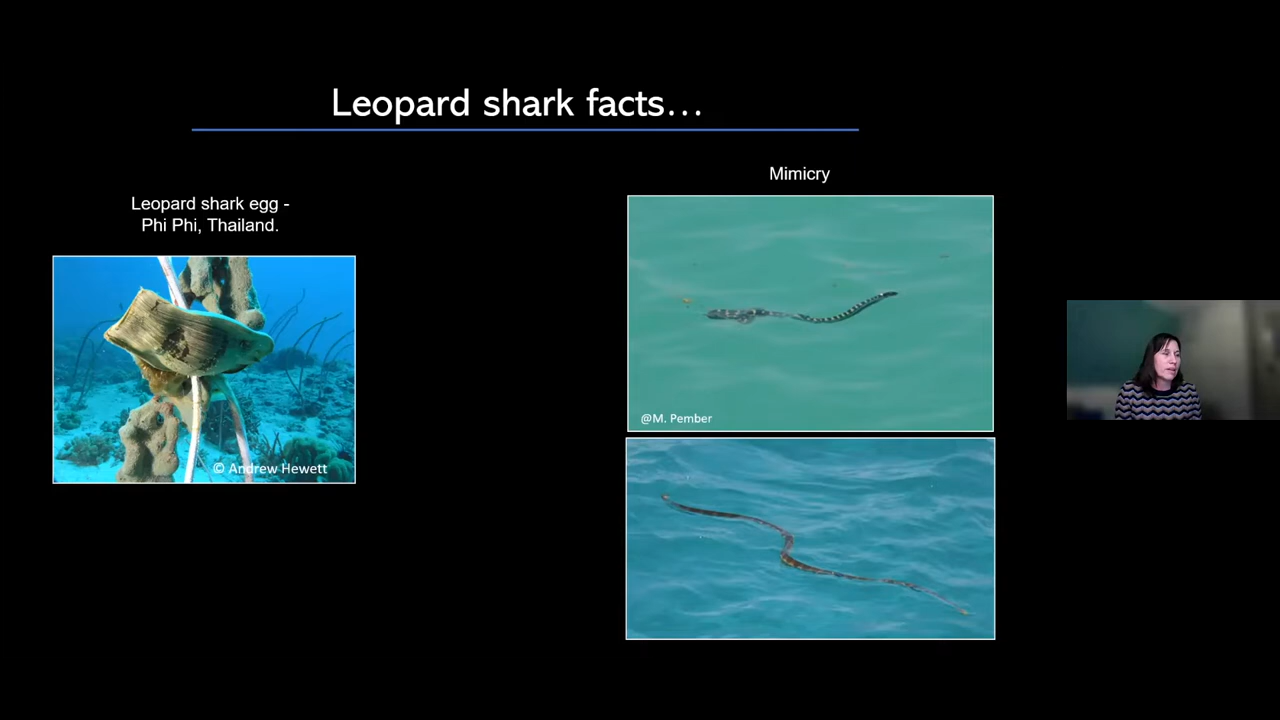 Leopard shark facts…
Leopard shark egg -
Phi Phi, Thailand.
© Andrew Hewett
Mimicry
@M. Pember